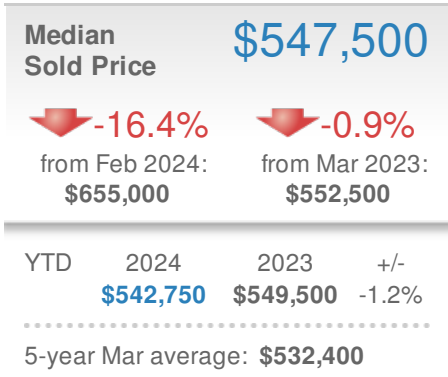 Median $547,500
Sold Price
-16.4% -0.9%
from Feb 2024: from Mar 2023:
$655,000 $552,500
YTD 2024 2023 +/-
$542,750 $549,500 -1.2%
5-year Mar average: $532,400